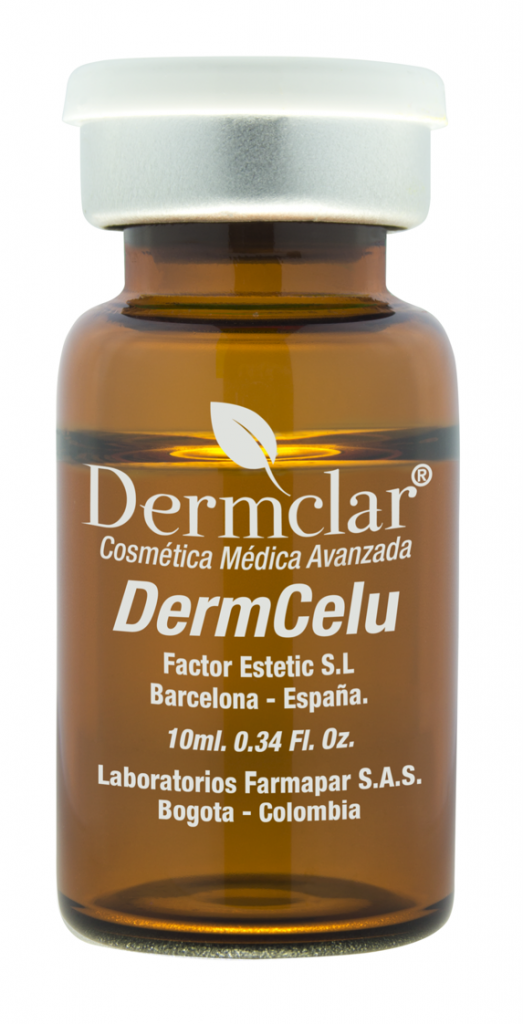 Dermclar®
Cosmética Médica Avanzada
DermCelu
Factor Estetic S.L
Barcelona - España.
10ml. 0.34 Fl. Oz.
Laboratorios Farmapar S.A.S.
Bogota - Colombia